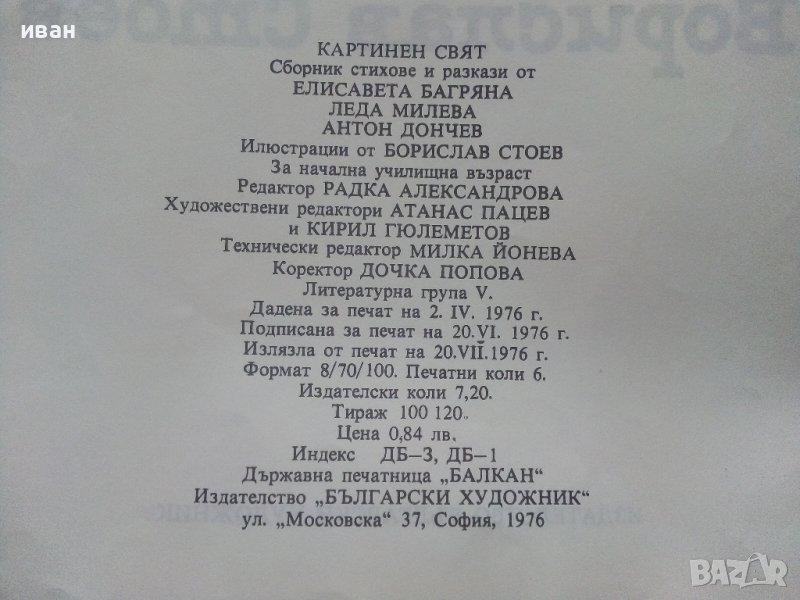 иван
КАРТИНЕН СВЯТ
Сборник стихове и разкази от
ЕЛИСАВЕТА БАГРЯНА
ЛЕДА МИЛЕВА
АНТОН ДОНЧЕВ
Илюстрации от БОРИСЛАВ СТОЕВ
За начална училищна възраст
Редактор РАДКА АЛЕКСАНДРОВА
Художествени редактори АТАНАС ПАЦЕВ
и КИРИЛ ГЮЛЕМЕТОВ
Технически редактор МИЛКА ЙОНЕВА
Коректор ДОЧКА ПОПОВА
Литературна група V.
Дадена за печат на 2. IV. 1976 г.
Подписана за печат на 20.VI. 1976 г.
Излязла от печат на 20.VII.1976 г.
Формат 8/70/100. Печатни коли 6.
Издателски коли 7,20.
Тираж 100 120.
Цена 0,84 лв.
Индекс ДБ—3, ДБ—1
Държавна печатница „БАЛКАН“
Издателство „БЪЛГАРСКИ ХУДОЖНИК“
ул. „Московска“ 37, София, 1976
BAZAR